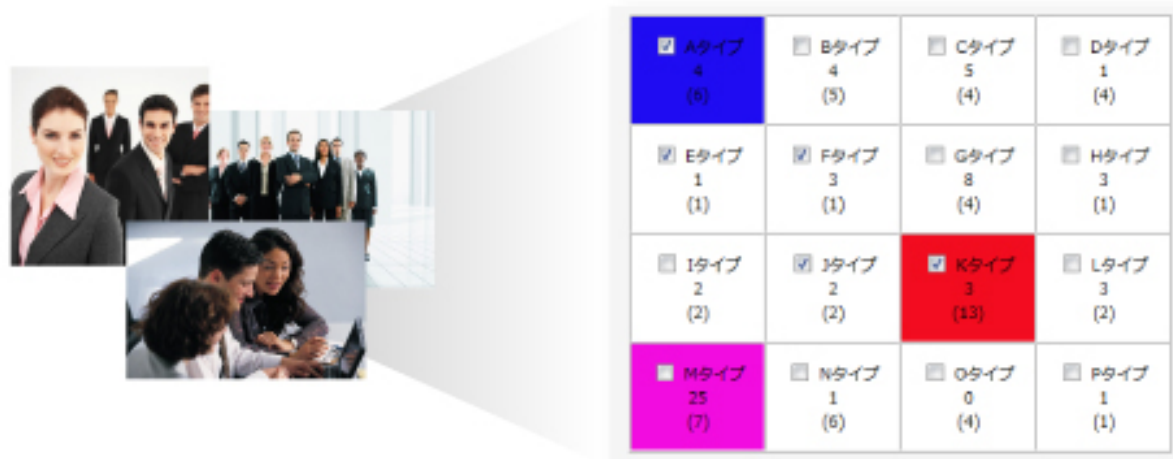 Aタイプ Bタイプ Cタイプ Dタイプ
4 4 5 1
(6) (5) (4) (4)
Eタイプ Fタイプ Gタイプ Hタイプ
1 3 8 3
(1) (1) (4) (1)
Iタイプ Jタイプ Kタイプ Lタイプ
2 2 3 3
(2) (2) (13) (2)
Mタイプ Nタイプ Oタイプ Pタイプ
25 1 0 1
(7) (6) (4) (1)